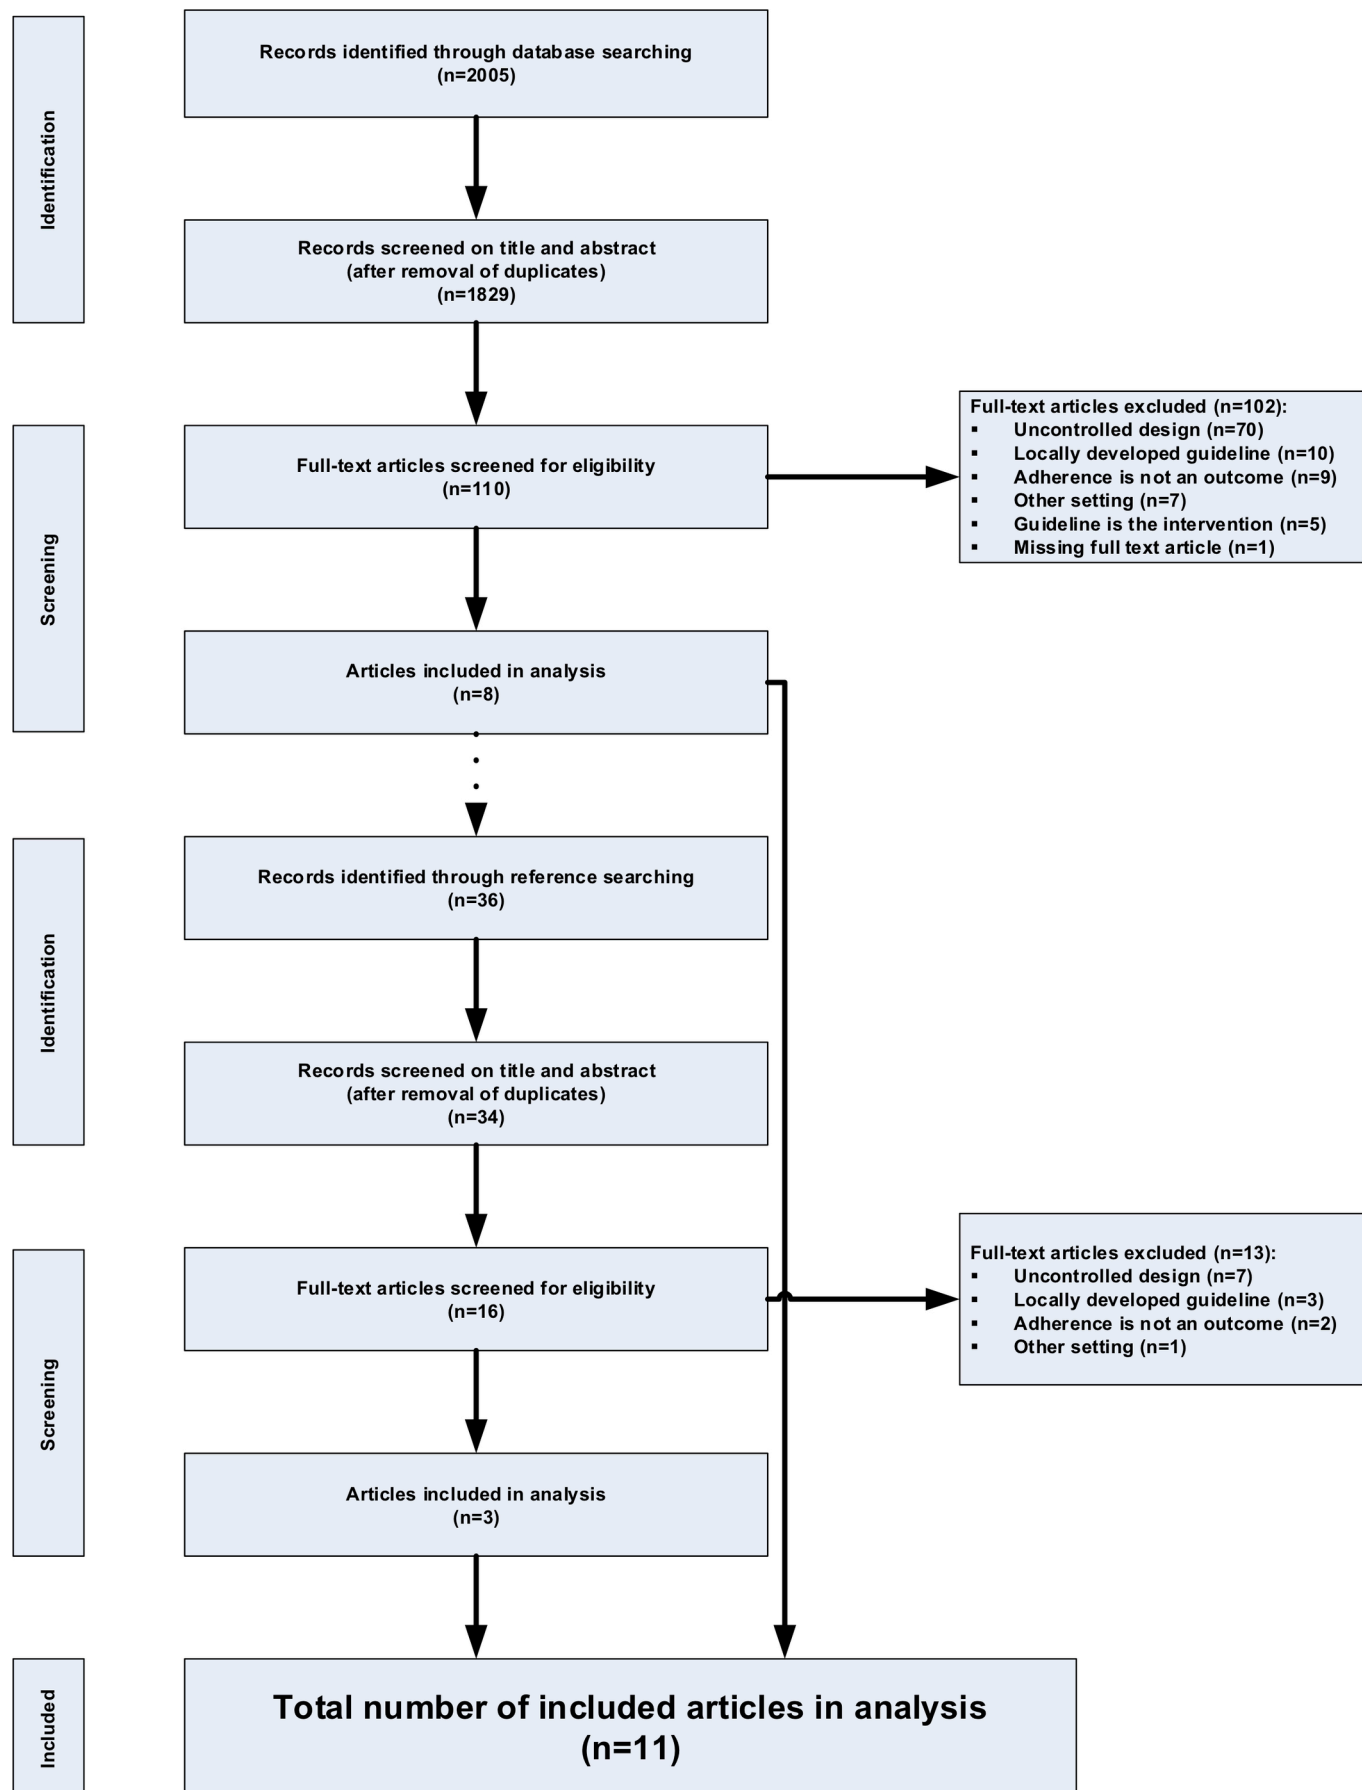 Identification
Records identified through database searching
(n=2005)
Records screened on title and abstract
(after removal of duplicates)
(n=1829)
Screening
Full-text articles screened for eligibility
(n=110)
Full-text articles excluded (n=102):
▪ Uncontrolled design (n=70)
▪ Locally developed guideline (n=10)
▪ Adherence is not an outcome (n=9)
▪ Other setting (n=7)
▪ Guideline is the intervention (n=5)
▪ Missing full text article (n=1)
Articles included in analysis
(n=8)
Identification
Records identified through reference searching
(n=36)
Records screened on title and abstract
(after removal of duplicates)
(n=34)
Screening
Full-text articles screened for eligibility
(n=16)
Full-text articles excluded (n=13):
▪ Uncontrolled design (n=7)
▪ Locally developed guideline (n=3)
▪ Adherence is not an outcome (n=2)
▪ Other setting (n=1)
Articles included in analysis
(n=3)
Included
Total number of included articles in analysis
(n=11)